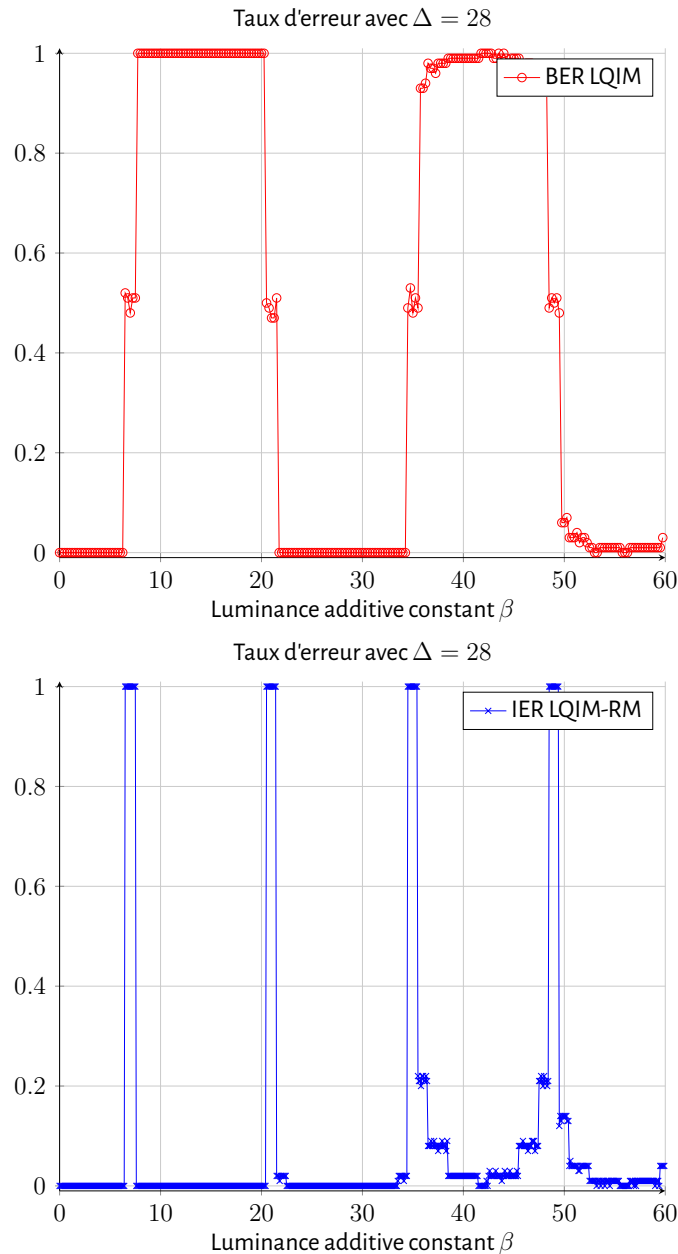 Taux d'erreur avec Δ = 28
BER LQIM
1
0.8
0.6
0.4
0.2
0
0 10 20 30 40 50 60
Luminance additive constant β
Taux d'erreur avec Δ = 28
IER LQIM-RM
1
0.8
0.6
0.4
0.2
0
0 10 20 30 40 50 60
Luminance additive constant β